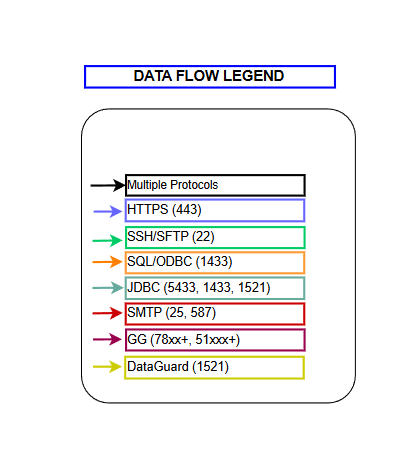 DATA FLOW LEGEND
Multiple Protocols
HTTPS (443)
SSH/SFTP (22)
SQL/ODBC (1433)
JDBC (5433, 1433, 1521)
SMTP (25, 587)
GG (78xx+, 51xxx+)
DataGuard (1521)